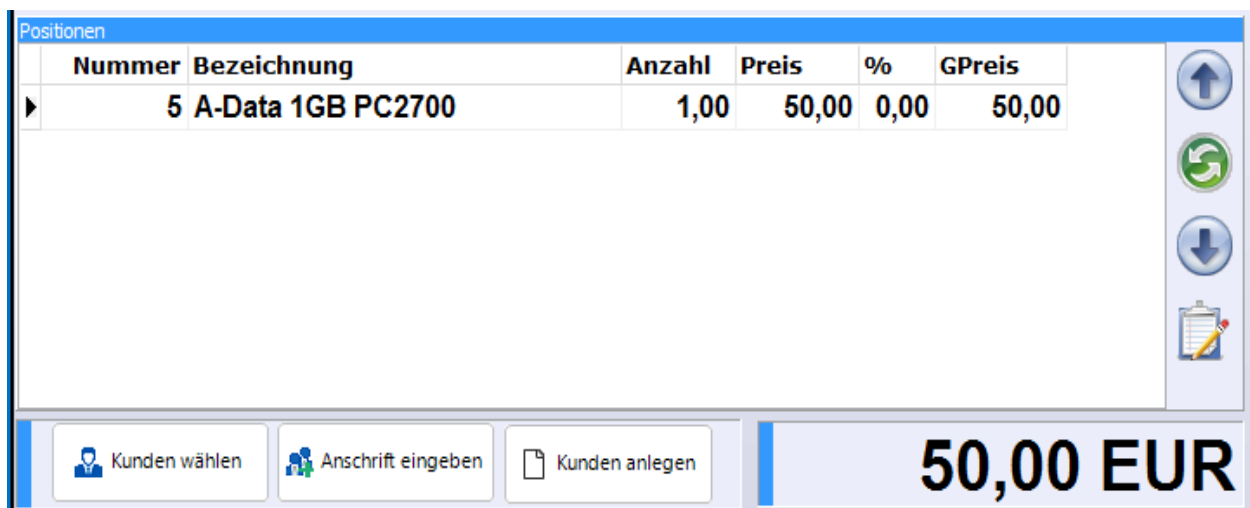 Positionen
Nummer Bezeichnung Anzahl Preis % GPreis
5 A-Data 1GB PC2700 1,00 50,00 0,00 50,00
Kunden wählen Anschrift eingeben Kunden anlegen 50,00 EUR